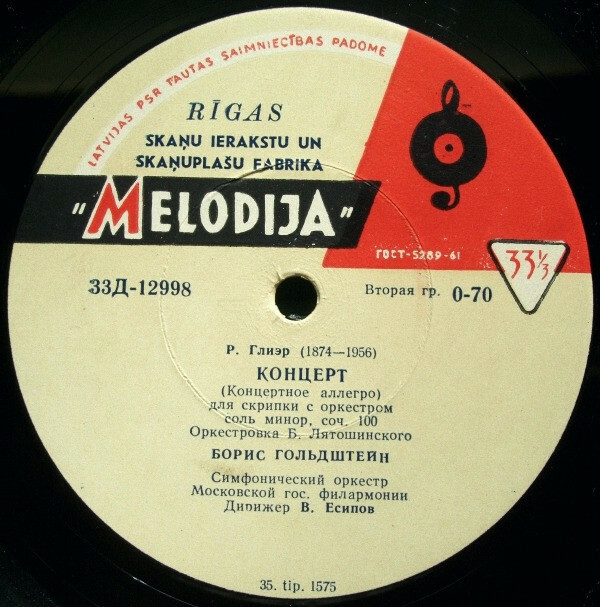 LATVIJAS PSR TAUTAS SAIMNIECĪBAS PADOME
RĪGAS
SKAŅU IERAKSTU UN
SKAŅUPLAŠU FABRIKA
"MELODIJA"
ГОСТ-5289-61
33⅓
33Д-12998
Вторая гр. 0-70
Р. Глиэр (1874—1956)
КОНЦЕРТ
(Концертное аллегро)
для скрипки с оркестром
соль минор, соч. 100
Оркестровка Б. Лятошинского
БОРИС ГОЛЬДШТЕЙН
Симфонический оркестр
Московской гос. филармонии
Дирижер В. Есипов
35. tip. 1575